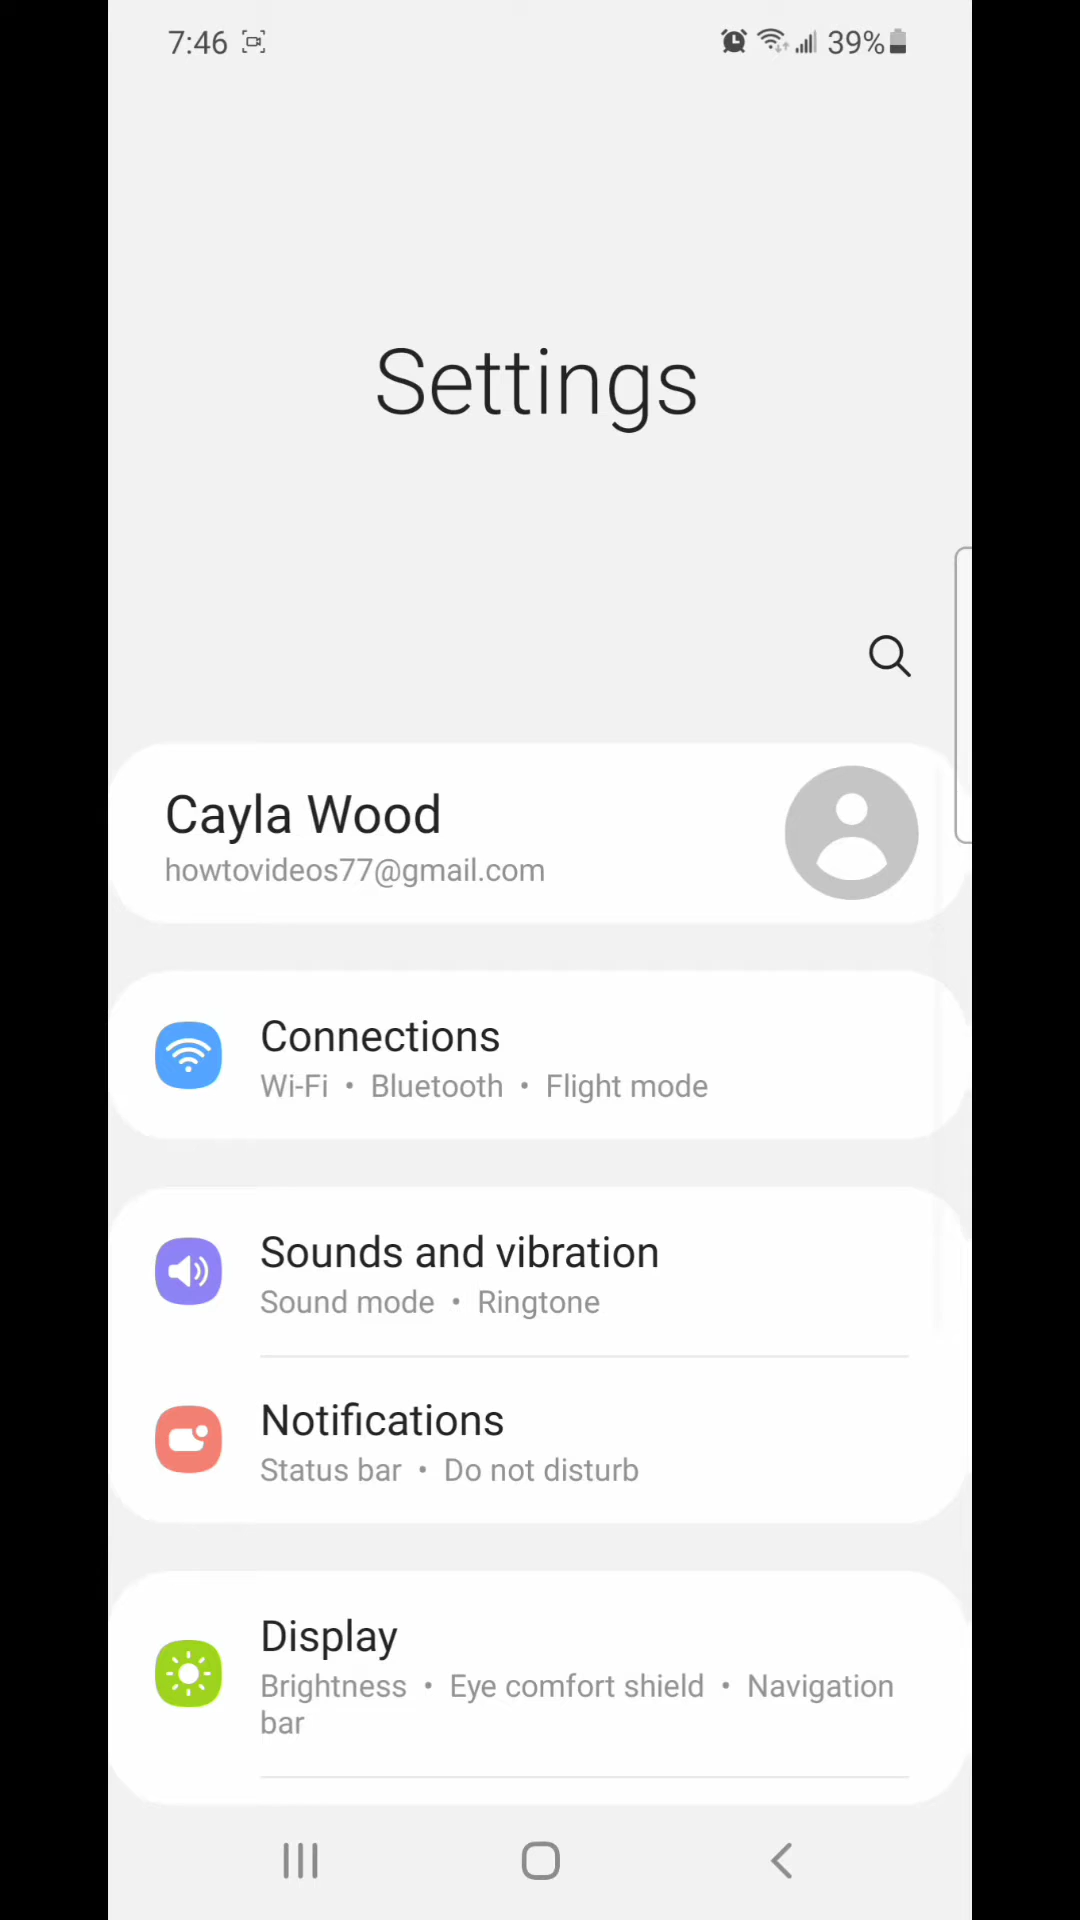 7:46 39%
Settings
Cayla Wood
howtovideos77@gmail.com
Connections
Wi-Fi • Bluetooth • Flight mode
Sounds and vibration
Sound mode • Ringtone
Notifications
Status bar • Do not disturb
Display
Brightness • Eye comfort shield • Navigation
bar